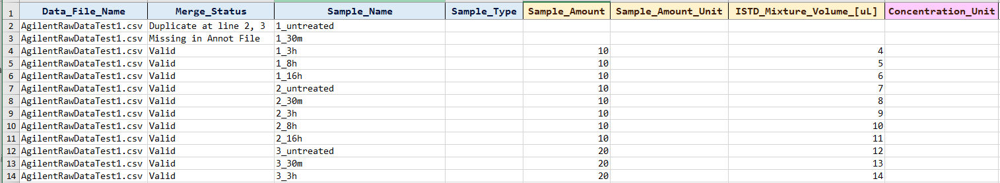 1 Data_File_Name Merge_Status Sample_Name Sample_Type Sample_Amount Sample_Amount_Unit ISTD_Mixture_Volume_[uL] Concentration_Unit
2 AgilentRawDataTest1.csv Duplicate at line 2, 3 1_untreated
3 AgilentRawDataTest1.csv Missing in Annot File 1_30m
4 AgilentRawDataTest1.csv Valid 1_3h 10 4
5 AgilentRawDataTest1.csv Valid 1_8h 10 5
6 AgilentRawDataTest1.csv Valid 1_16h 10 6
7 AgilentRawDataTest1.csv Valid 2_untreated 10 7
8 AgilentRawDataTest1.csv Valid 2_30m 10 8
9 AgilentRawDataTest1.csv Valid 2_3h 10 9
10 AgilentRawDataTest1.csv Valid 2_8h 10 10
11 AgilentRawDataTest1.csv Valid 2_16h 10 11
12 AgilentRawDataTest1.csv Valid 3_untreated 20 12
13 AgilentRawDataTest1.csv Valid 3_30m 20 13
14 AgilentRawDataTest1.csv Valid 3_3h 20 14